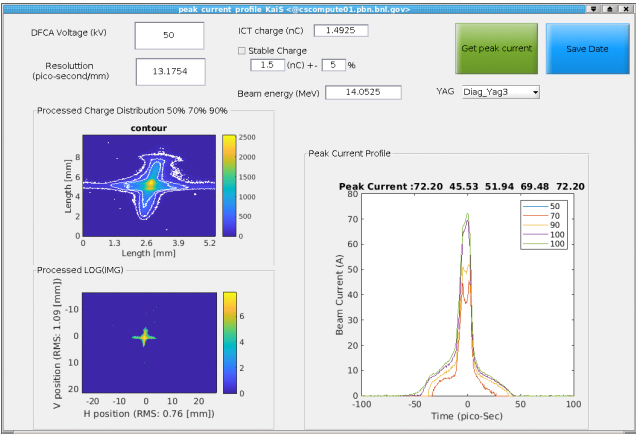 peak current profile KaiS <@cscompute01.pbn.bnl.gov>
DFCA Voltage (kV)
50
ICT charge (nC)
1.4925
Stable Charge
1.5 (nC) +- 5 %
Resoluttion
(pico-second/mm)
13.1754
Beam energy (MeV)
14.0525
YAG
Diag_Yag3
Get peak current
Save Date
Processed Charge Distribution 50% 70% 90%
contour
8
6
4
2
0
Length [mm]
0 1.3 2.6 3.9 5.2
Length [mm]
2500
2000
1500
1000
500
0
Processed LOG(IMG)
V position (RMS: 1.09 [mm])
-10
0
10
20
-20 -10 0 10 20
H position (RMS: 0.76 [mm])
6
4
2
0
Peak Current Profile
Peak Current :72.20 45.53 51.94 69.48 72.20
80
70
60
50
40
30
20
10
0
Beam Current (A)
-100 -50 0 50 100
Time (pico-Sec)
50
70
90
100
100